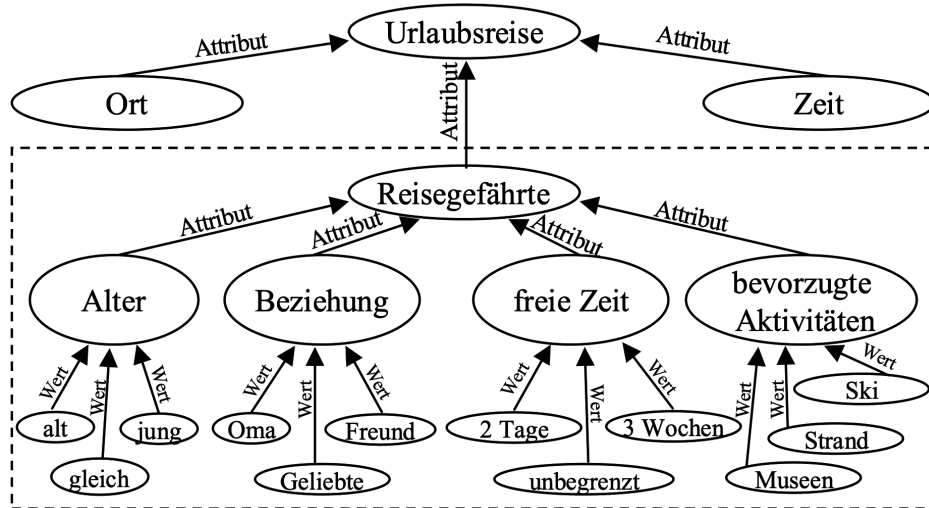 Urlaubsreise
Attribut
Attribut
Attribut
Ort
Zeit
Reisegefährte
Attribut
Attribut
Attribut
Attribut
Alter
Beziehung
freie Zeit
bevorzugte
Aktivitäten
Wert
Wert
Wert
Wert
Wert
Wert
Wert
Wert
Wert
Wert
Wert
Wert
alt
gleich
jung
Oma
Geliebte
Freund
2 Tage
unbegrenzt
3 Wochen
Museen
Strand
Ski